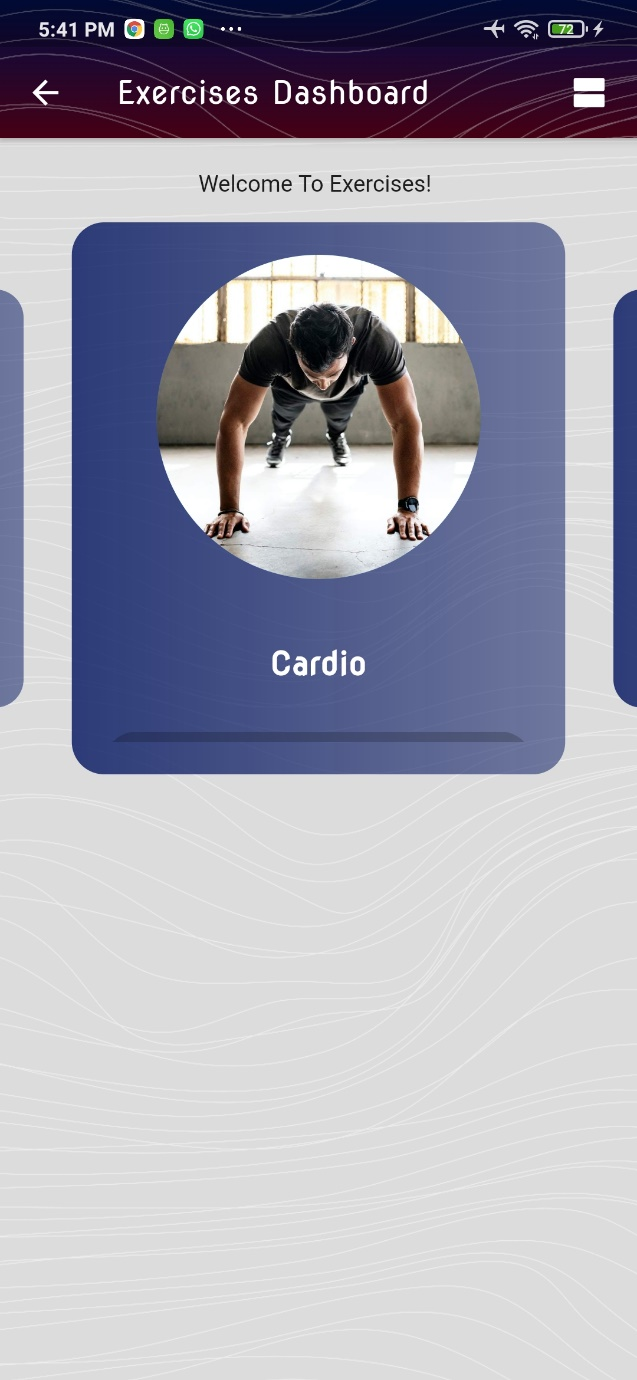 5:41 PM 72
Exercises Dashboard
Welcome To Exercises!
Cardio